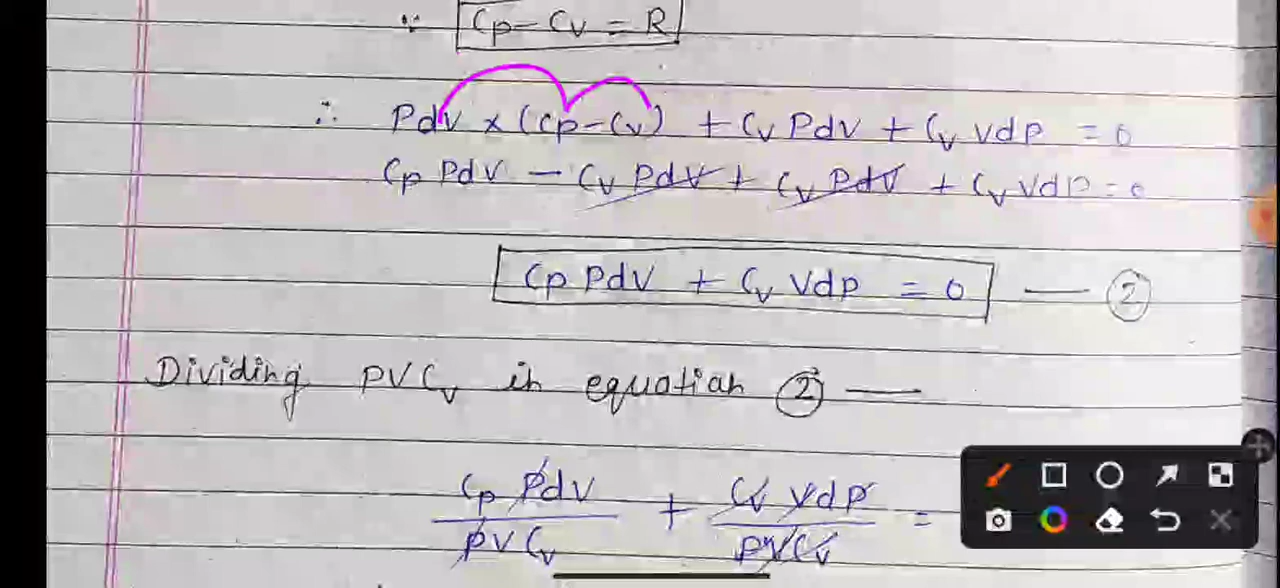 ∵ Cp – Cv = R
∴ PdV × (Cp – Cv) + Cv PdV + Cv VdP = 0
Cp PdV – Cv PdV + Cv PdV + Cv VdP = 0
Cp PdV + Cv VdP = 0 — ②
Dividing PVCv in equation ② —
Cp PdV / PVCv + Cv VdP / PVCv =